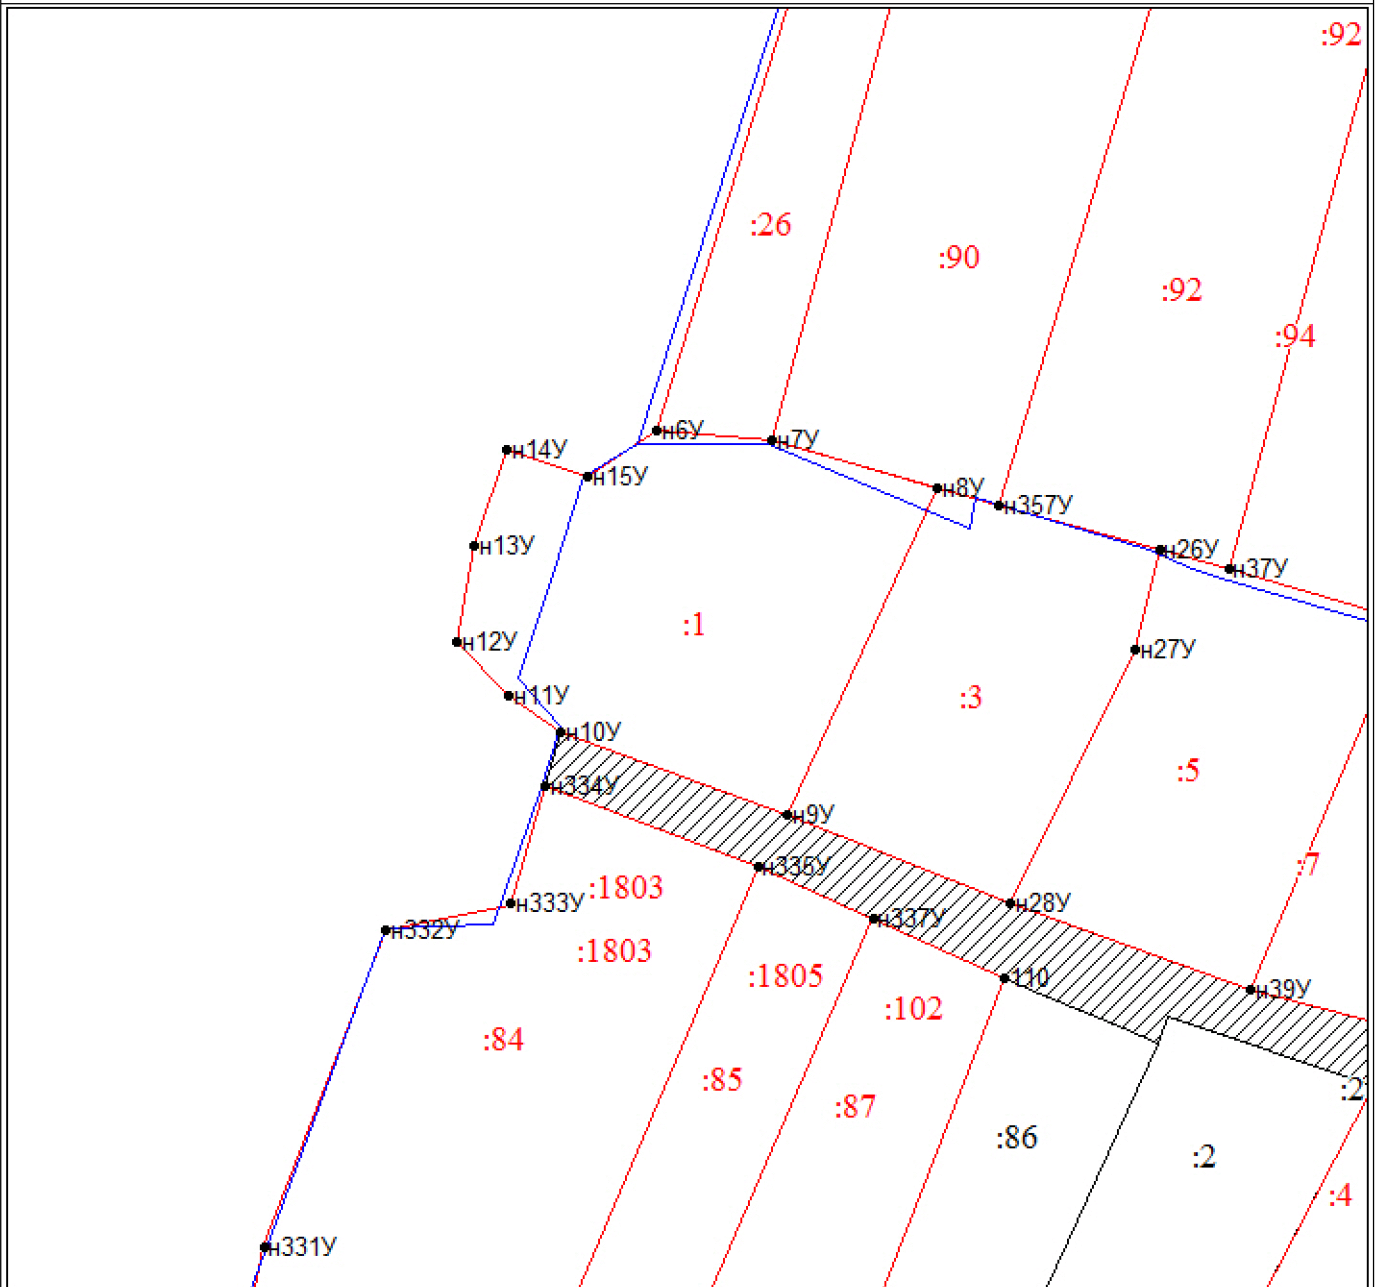 :92
:26
:90
:92
:94
н6У
н7У
н14У
н15У
н8У
н357У
н13У
н26У
н37У
:1
н12У
н27У
н11У
:3
н10У
:5
н334У
н9У
:7
н335У
:1803
н333У
н28У
н337У
н332У
:1803
:1805
110
н39У
:102
:84
:85
:2
:87
:86
:2
:4
н331У